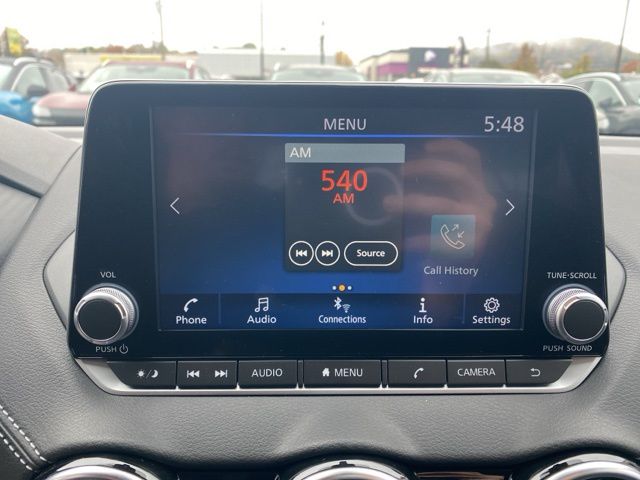 MENU 5:48
AM
540
AM
Source
Call History
Phone Audio Connections Info Settings
VOL
TUNE·SCROLL
PUSH
PUSH SOUND
AUDIO MENU CAMERA